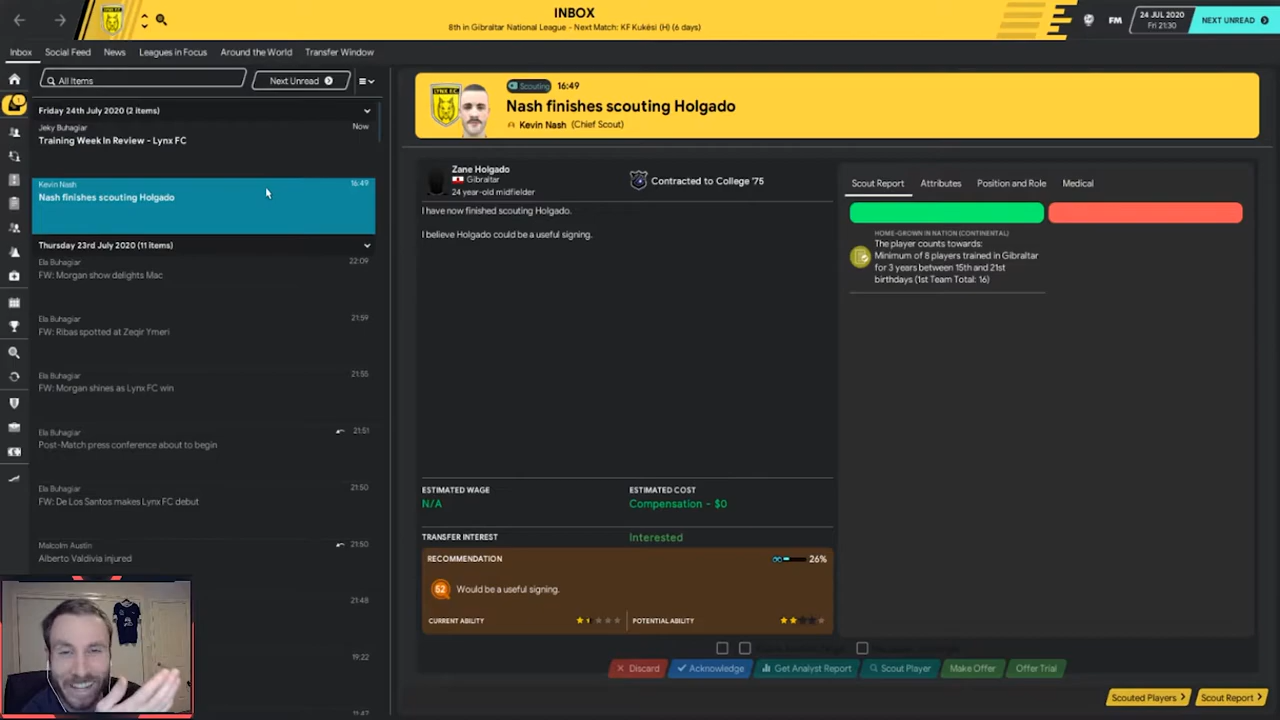 INBOX
8th in Gibraltar National League - Next Match: KF Kukësi (H) (6 days)
FM
24 JUL 2020
Fri 21:30
NEXT UNREAD
Inbox
Social Feed
News
Leagues in Focus
Around the World
Transfer Window
All Items
Next Unread
Friday 24th July 2020 (2 items)
Jeky Buhagiar
Now
Training Week In Review - Lynx FC
Kevin Nash
16:49
Nash finishes scouting Holgado
Thursday 23rd July 2020 (11 items)
Ela Buhagiar
22:09
FW: Morgan show delights Mac
Ela Buhagiar
21:59
FW: Ribas spotted at Zeqir Ymeri
Ela Buhagiar
21:55
FW: Morgan shines as Lynx FC win
Ela Buhagiar
21:51
Post-Match press conference about to begin
Ela Buhagiar
21:50
FW: De Los Santos makes Lynx FC debut
Malcolm Austin
21:50
Alberto Valdivia injured
21:48
19:22
Scouting
16:49
Nash finishes scouting Holgado
Kevin Nash (Chief Scout)
Zane Holgado
Gibraltar
24 year-old midfielder
Contracted to College '75
I have now finished scouting Holgado.
I believe Holgado could be a useful signing.
ESTIMATED WAGE
N/A
ESTIMATED COST
Compensation - $0
TRANSFER INTEREST
Interested
RECOMMENDATION
26%
52
Would be a useful signing.
CURRENT ABILITY
POTENTIAL ABILITY
Scout Report
Attributes
Position and Role
Medical
HOME-GROWN IN NATION (CONTINENTAL)
The player counts towards:
Minimum of 8 players trained in Gibraltar
for 3 years between 15th and 21st
birthdays (1st Team Total: 16)
Discard
Acknowledge
Get Analyst Report
Scout Player
Make Offer
Offer Trial
Scouted Players
Scout Report